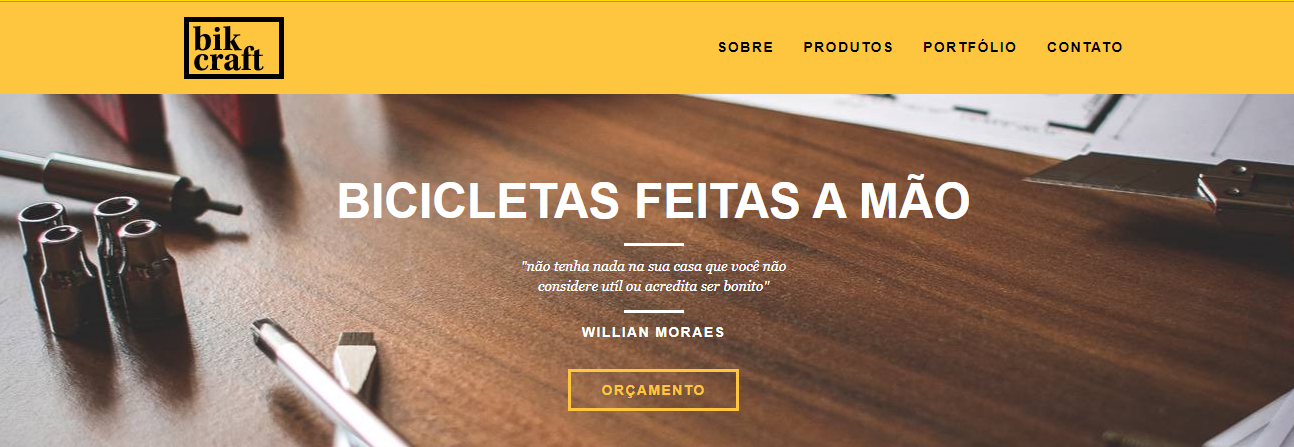 bik
craft
SOBRE PRODUTOS PORTFÓLIO CONTATO
BICICLETAS FEITAS A MÃO
"não tenha nada na sua casa que você não
considere utíl ou acredita ser bonito"
WILLIAN MORAES
ORÇAMENTO